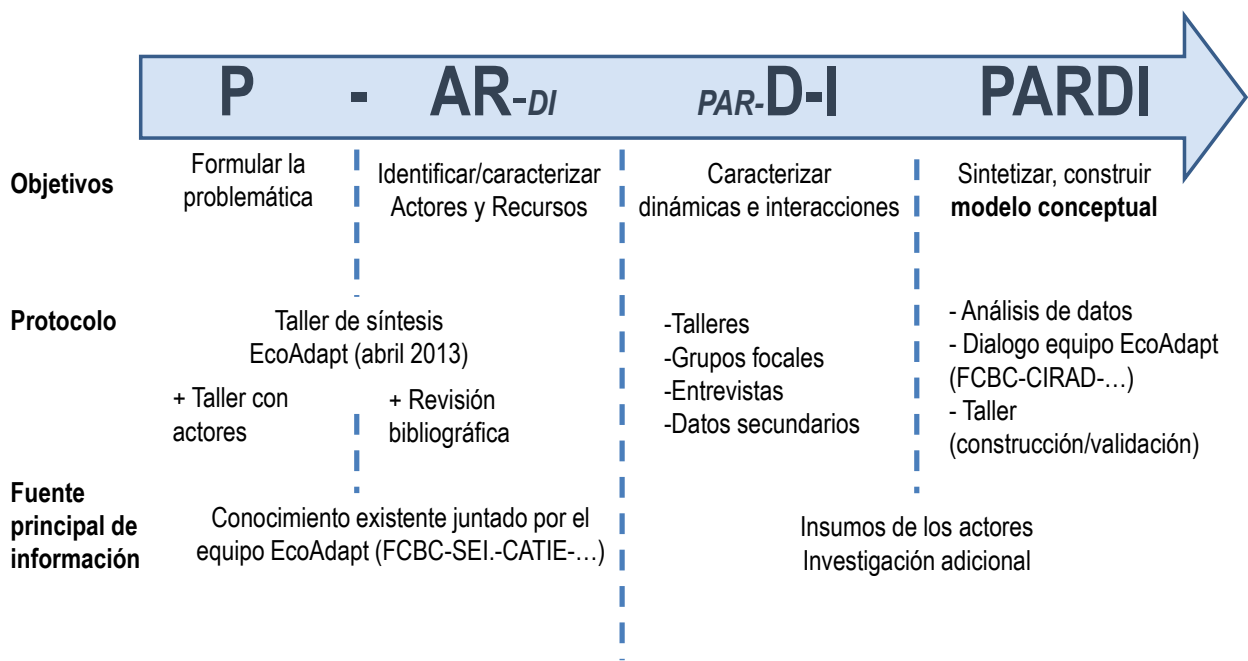 P - AR-DI PAR-D-I PARDI
Objetivos
Formular la
problemática
Identificar/caracterizar
Actores y Recursos
Caracterizar
dinámicas e interacciones
Sintetizar, construir
modelo conceptual
Protocolo
Taller de síntesis
EcoAdapt (abril 2013)
+ Taller con
actores
+ Revisión
bibliográfica
-Talleres
-Grupos focales
-Entrevistas
-Datos secundarios
- Análisis de datos
- Dialogo equipo EcoAdapt
(FCBC-CIRAD-…)
- Taller
(construcción/validación)
Fuente
principal de
información
Conocimiento existente juntado por el
equipo EcoAdapt (FCBC-SEI.-CATIE-…)
Insumos de los actores
Investigación adicional